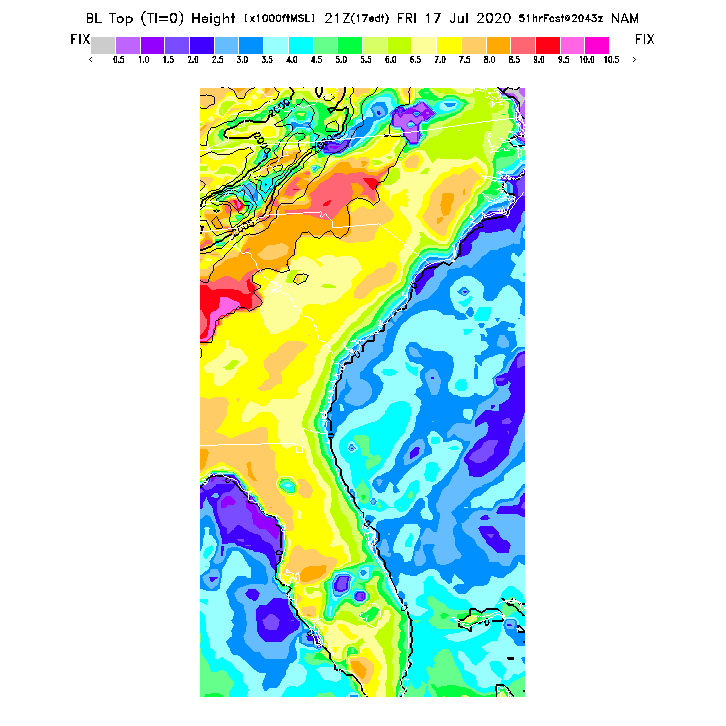 BL Top (TI=0) Height [x1000ftMSL] 21Z(17edt) FRI 17 Jul 2020 51hrFcst@2043z NAM
FIX FIX
< 0.5 1.0 1.5 2.0 2.5 3.0 3.5 4.0 4.5 5.0 5.5 6.0 6.5 7.0 7.5 8.0 8.5 9.0 9.5 10.0 10.5 >
2000
2000